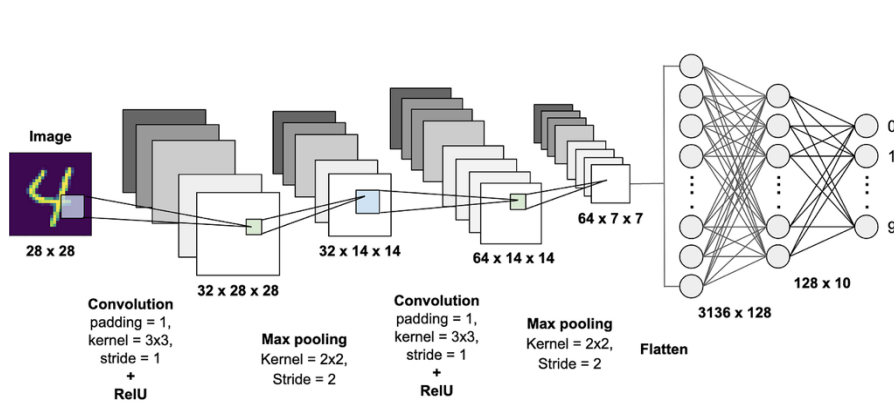 Image
28 x 28
Convolution
padding = 1,
kernel = 3x3,
stride = 1
+
RelU
32 x 28 x 28
Max pooling
Kernel = 2x2,
Stride = 2
32 x 14 x 14
Convolution
padding = 1,
kernel = 3x3,
stride = 1
+
RelU
64 x 14 x 14
Max pooling
Kernel = 2x2,
Stride = 2
64 x 7 x 7
Flatten
3136 x 128
128 x 10
0
1
9
4